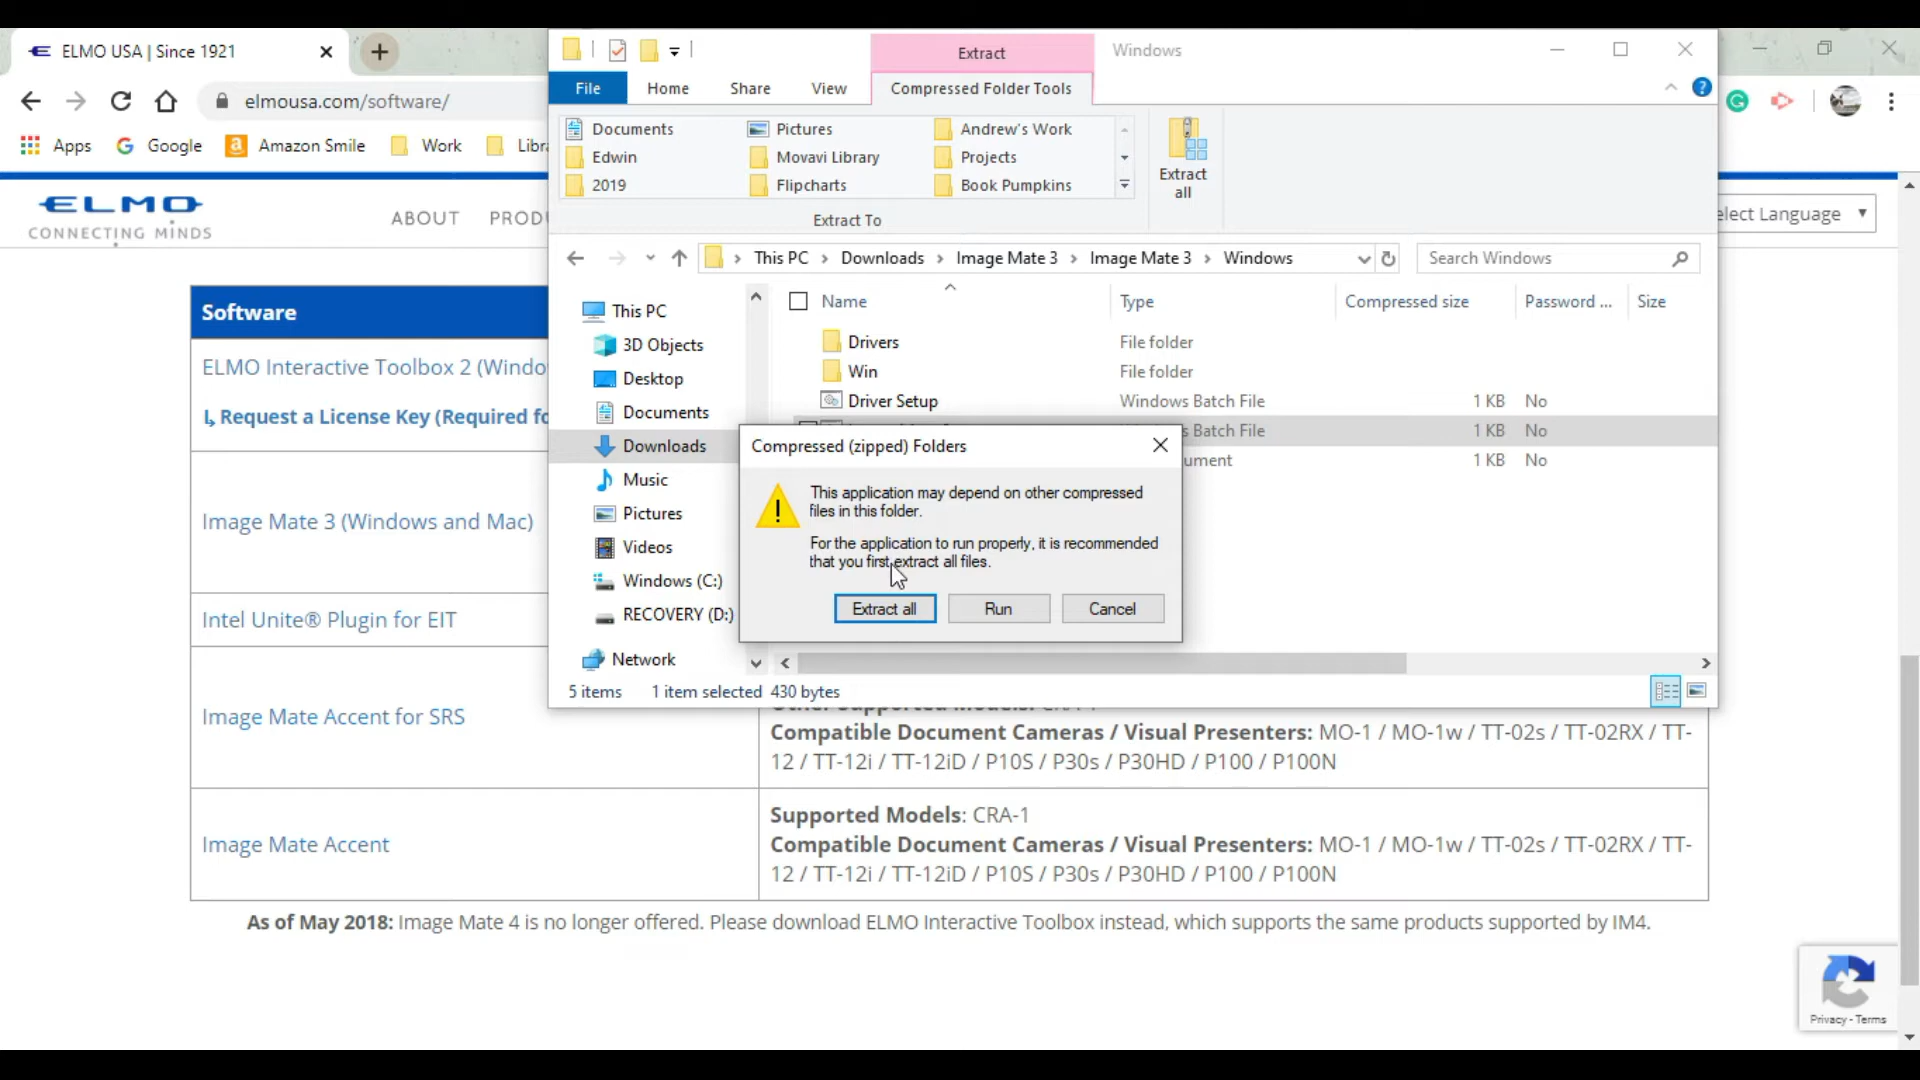 ELMO USA | Since 1921
elmousa.com/software/
Apps
Google
Amazon Smile
Work
Libr
ELMO
CONNECTING MINDS
ABOUT
PRODU
elect Language
Extract
Windows
File
Home
Share
View
Compressed Folder Tools
Documents
Pictures
Andrew's Work
Edwin
Movavi Library
Projects
2019
Flipcharts
Book Pumpkins
Extract To
Extract
all
This PC > Downloads > Image Mate 3 > Image Mate 3 > Windows
Search Windows
This PC
3D Objects
Desktop
Documents
Downloads
Music
Pictures
Videos
Windows (C:)
RECOVERY (D:)
Network
Name
Type
Compressed size
Password ...
Size
Drivers
File folder
Win
File folder
Driver Setup
Windows Batch File
1 KB
No
s Batch File
1 KB
No
ument
1 KB
No
Compressed (zipped) Folders
This application may depend on other compressed
files in this folder.
For the application to run properly, it is recommended
that you first extract all files.
Extract all
Run
Cancel
5 items
1 item selected 430 bytes
Software
ELMO Interactive Toolbox 2 (Windo
↳ Request a License Key (Required fo
Image Mate 3 (Windows and Mac)
Intel Unite® Plugin for EIT
Image Mate Accent for SRS
Compatible Document Cameras / Visual Presenters: MO-1 / MO-1w / TT-02s / TT-02RX / TT-
12 / TT-12i / TT-12iD / P10S / P30s / P30HD / P100 / P100N
Image Mate Accent
Supported Models: CRA-1
Compatible Document Cameras / Visual Presenters: MO-1 / MO-1w / TT-02s / TT-02RX / TT-
12 / TT-12i / TT-12iD / P10S / P30s / P30HD / P100 / P100N
As of May 2018: Image Mate 4 is no longer offered. Please download ELMO Interactive Toolbox instead, which supports the same products supported by IM4.
Privacy - Terms